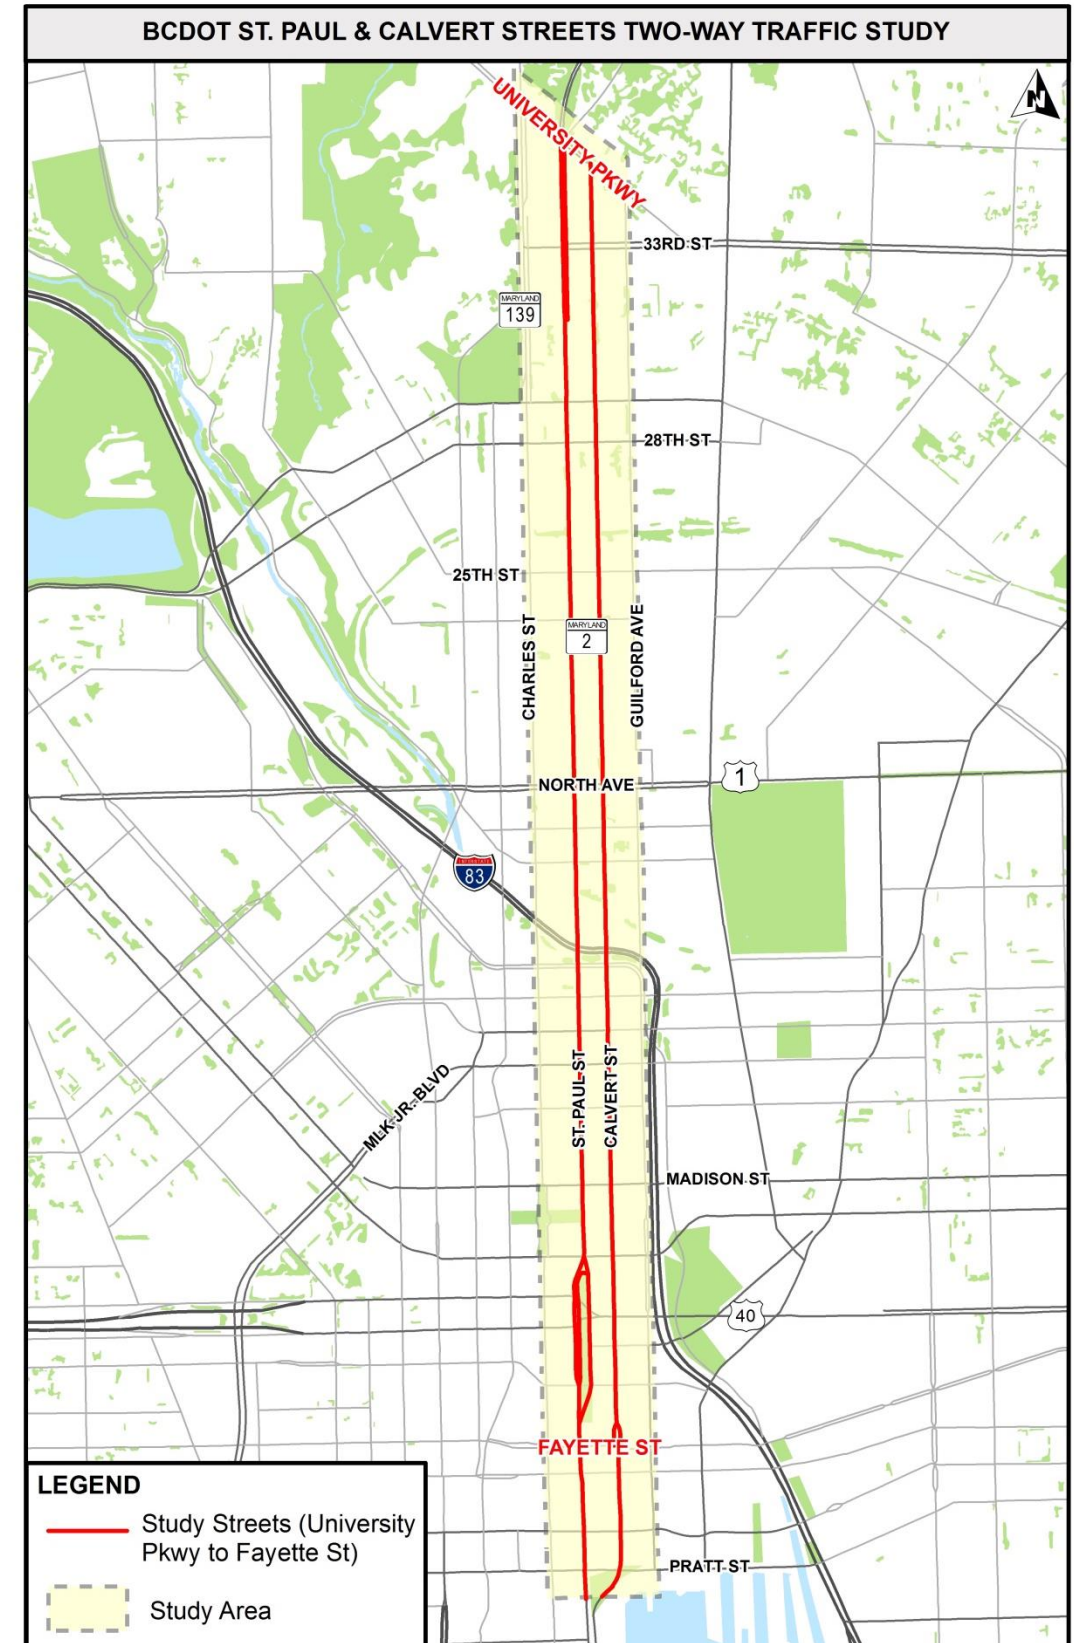 BCDOT ST. PAUL & CALVERT STREETS TWO-WAY TRAFFIC STUDY
N
UNIVERSITY PKWY
33RD ST
MARYLAND
139
28TH ST
25TH ST
CHARLES ST
MARYLAND
2
GUILFORD AVE
NORTH AVE
1
INTERSTATE
83
ST. PAUL ST
CALVERT ST
MLK JR. BLVD
MADISON ST
40
FAYETTE ST
PRATT ST
LEGEND
Study Streets (University
Pkwy to Fayette St)
Study Area